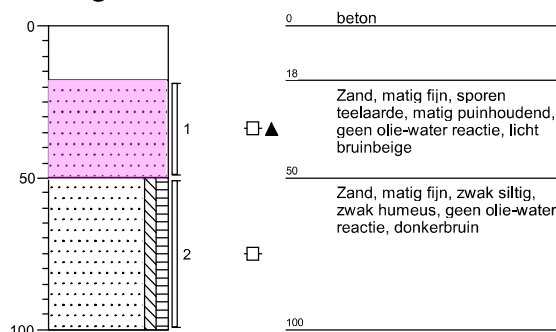 0
beton
0
18
Zand, matig fijn, sporen
teelaarde, matig puinhoudend,
geen olie-water reactie, licht
bruinbeige
1
50
50
Zand, matig fijn, zwak siltig,
zwak humeus, geen olie-water
reactie, donkerbruin
2
100
100